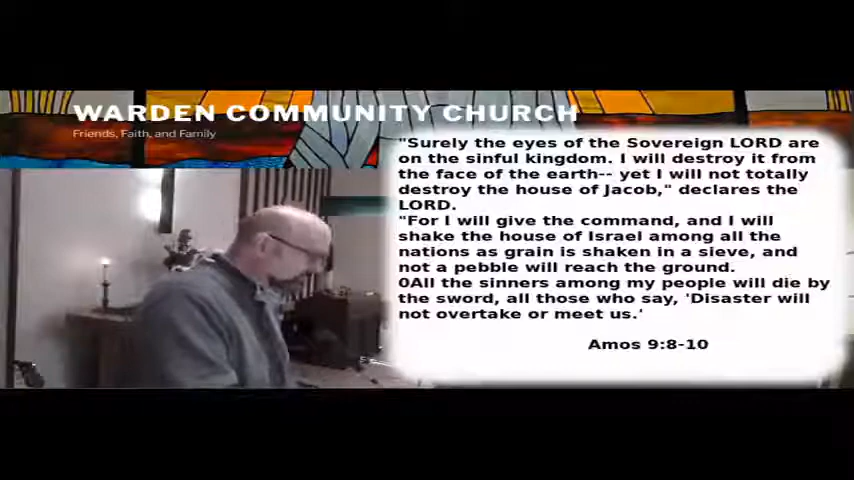 WARDEN COMMUNITY CHURCH
Friends, Faith, and Family
"Surely the eyes of the Sovereign LORD are
on the sinful kingdom. I will destroy it from
the face of the earth-- yet I will not totally
destroy the house of Jacob," declares the
LORD.
"For I will give the command, and I will
shake the house of Israel among all the
nations as grain is shaken in a sieve, and
not a pebble will reach the ground.
0All the sinners among my people will die by
the sword, all those who say, 'Disaster will
not overtake or meet us.'
Amos 9:8-10